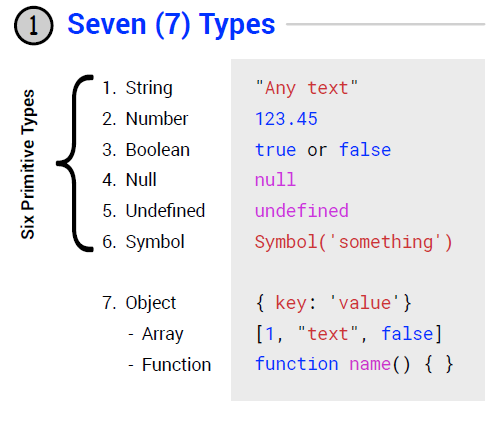 1 Seven (7) Types
Six Primitive Types
1. String "Any text"
2. Number 123.45
3. Boolean true or false
4. Null null
5. Undefined undefined
6. Symbol Symbol('something')
7. Object { key: 'value'}
- Array [1, "text", false]
- Function function name() { }